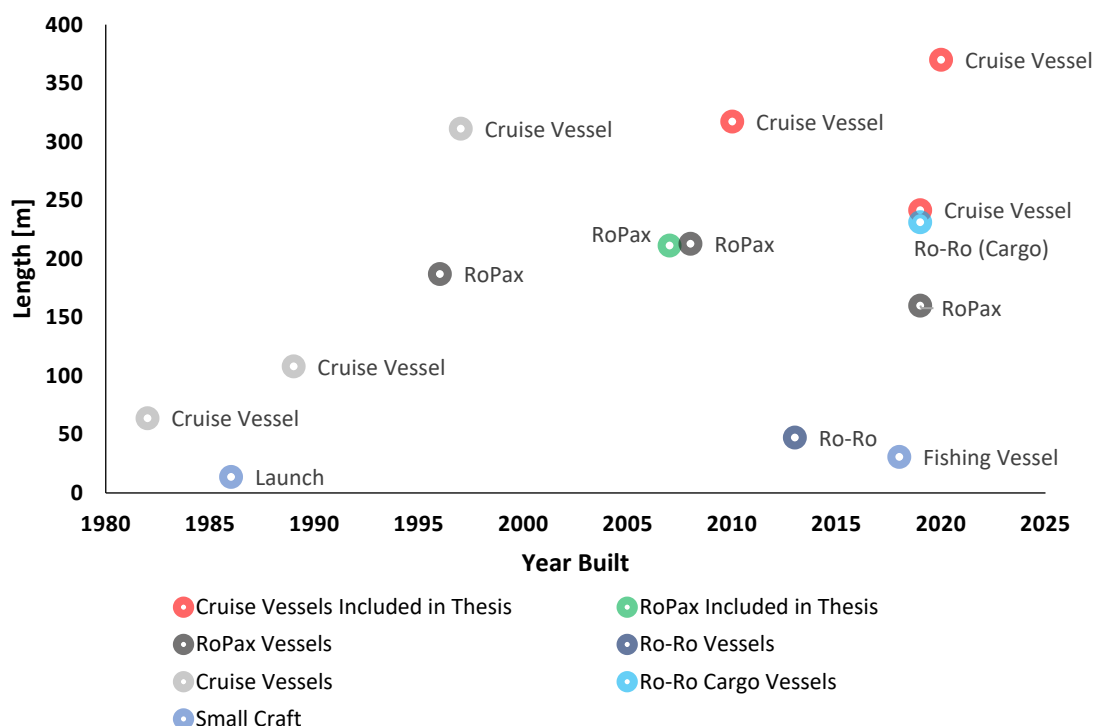 400
350
300
250
200
150
100
50
0
Length [m]
Cruise Vessel
Cruise Vessel
Cruise Vessel
Cruise Vessel
RoPax
RoPax
Ro-Ro (Cargo)
RoPax
RoPax
Cruise Vessel
Cruise Vessel
Ro-Ro
Launch
Fishing Vessel
1980 1985 1990 1995 2000 2005 2010 2015 2020 2025
Year Built
Cruise Vessels Included in Thesis RoPax Included in Thesis
RoPax Vessels Ro-Ro Vessels
Cruise Vessels Ro-Ro Cargo Vessels
Small Craft